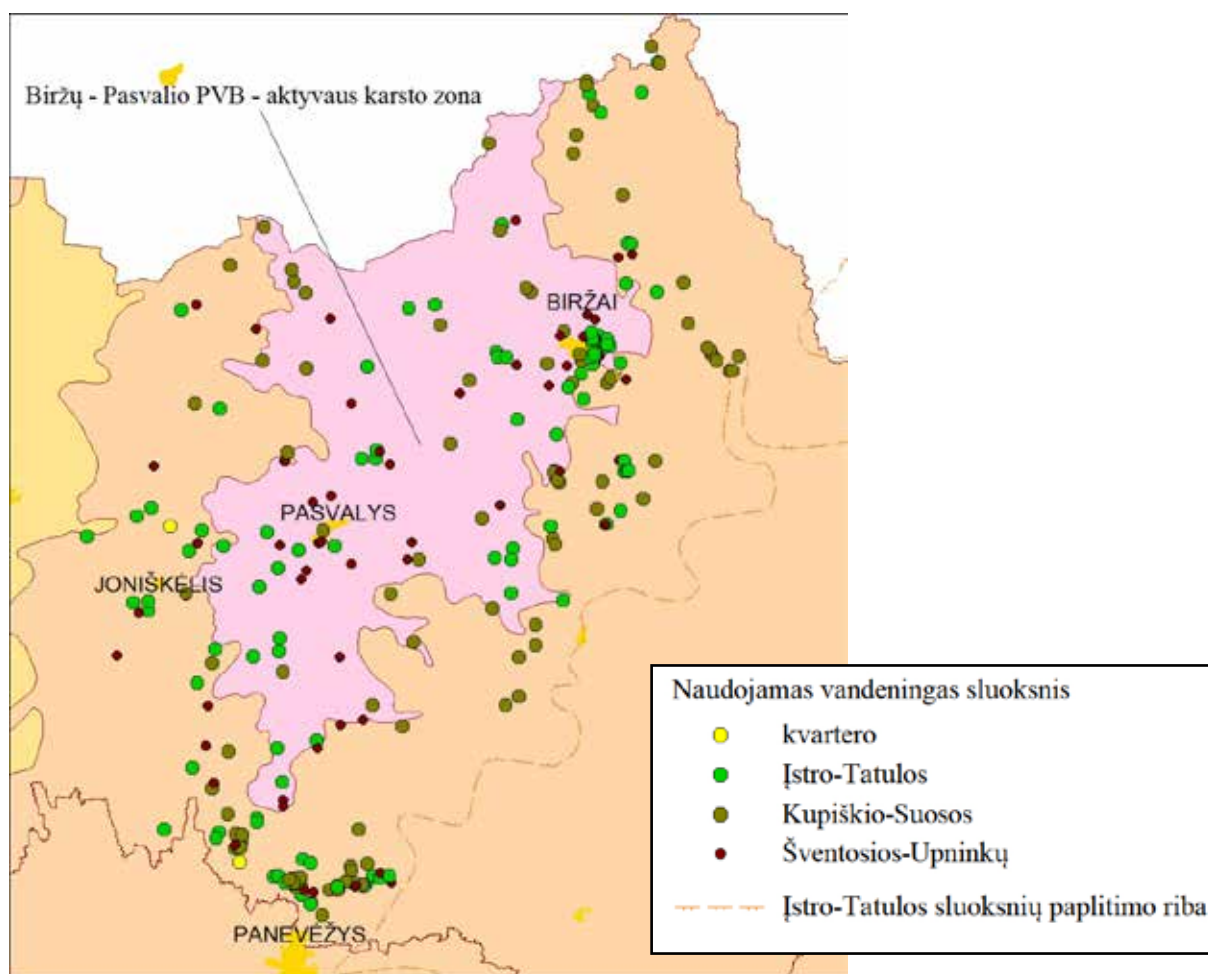 Biržų - Pasvalio PVB - aktyvaus karsto zona
BIRŽAI
PASVALYS
JONIŠKĖLIS
PANEVĖŽYS
Naudojamas vandeningas sluoksnis
kvartero
Įstro-Tatulos
Kupiškio-Suosos
Šventosios-Upninkų
Įstro-Tatulos sluoksnių paplitimo riba